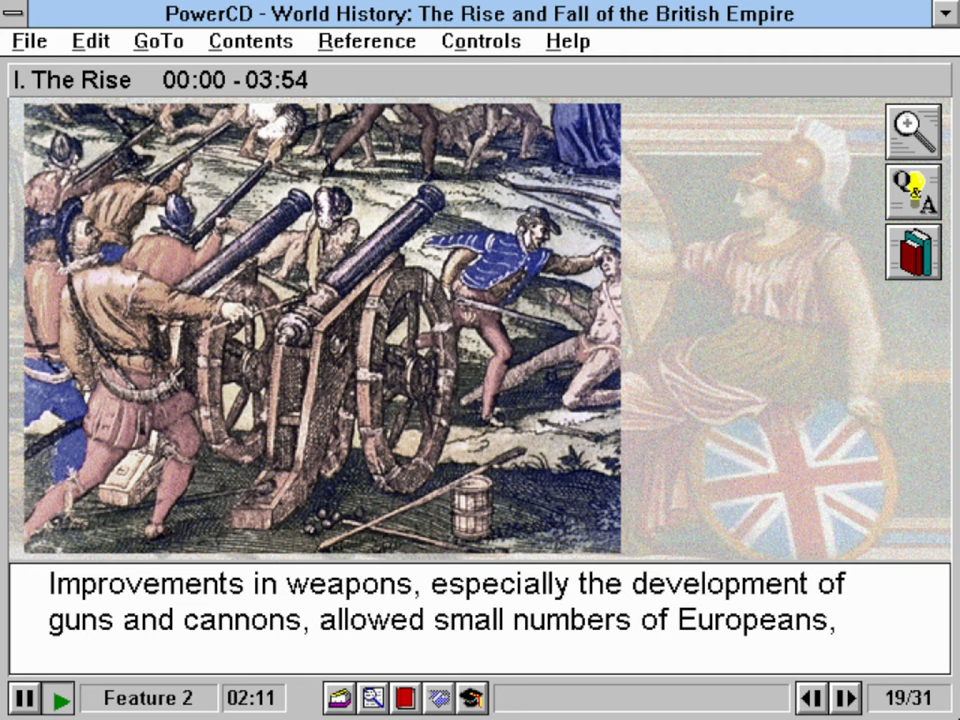 PowerCD - World History: The Rise and Fall of the British Empire
File Edit GoTo Contents Reference Controls Help
I. The Rise 00:00 - 03:54
Q & A
Improvements in weapons, especially the development of
guns and cannons, allowed small numbers of Europeans,
Feature 2 02:11 19/31